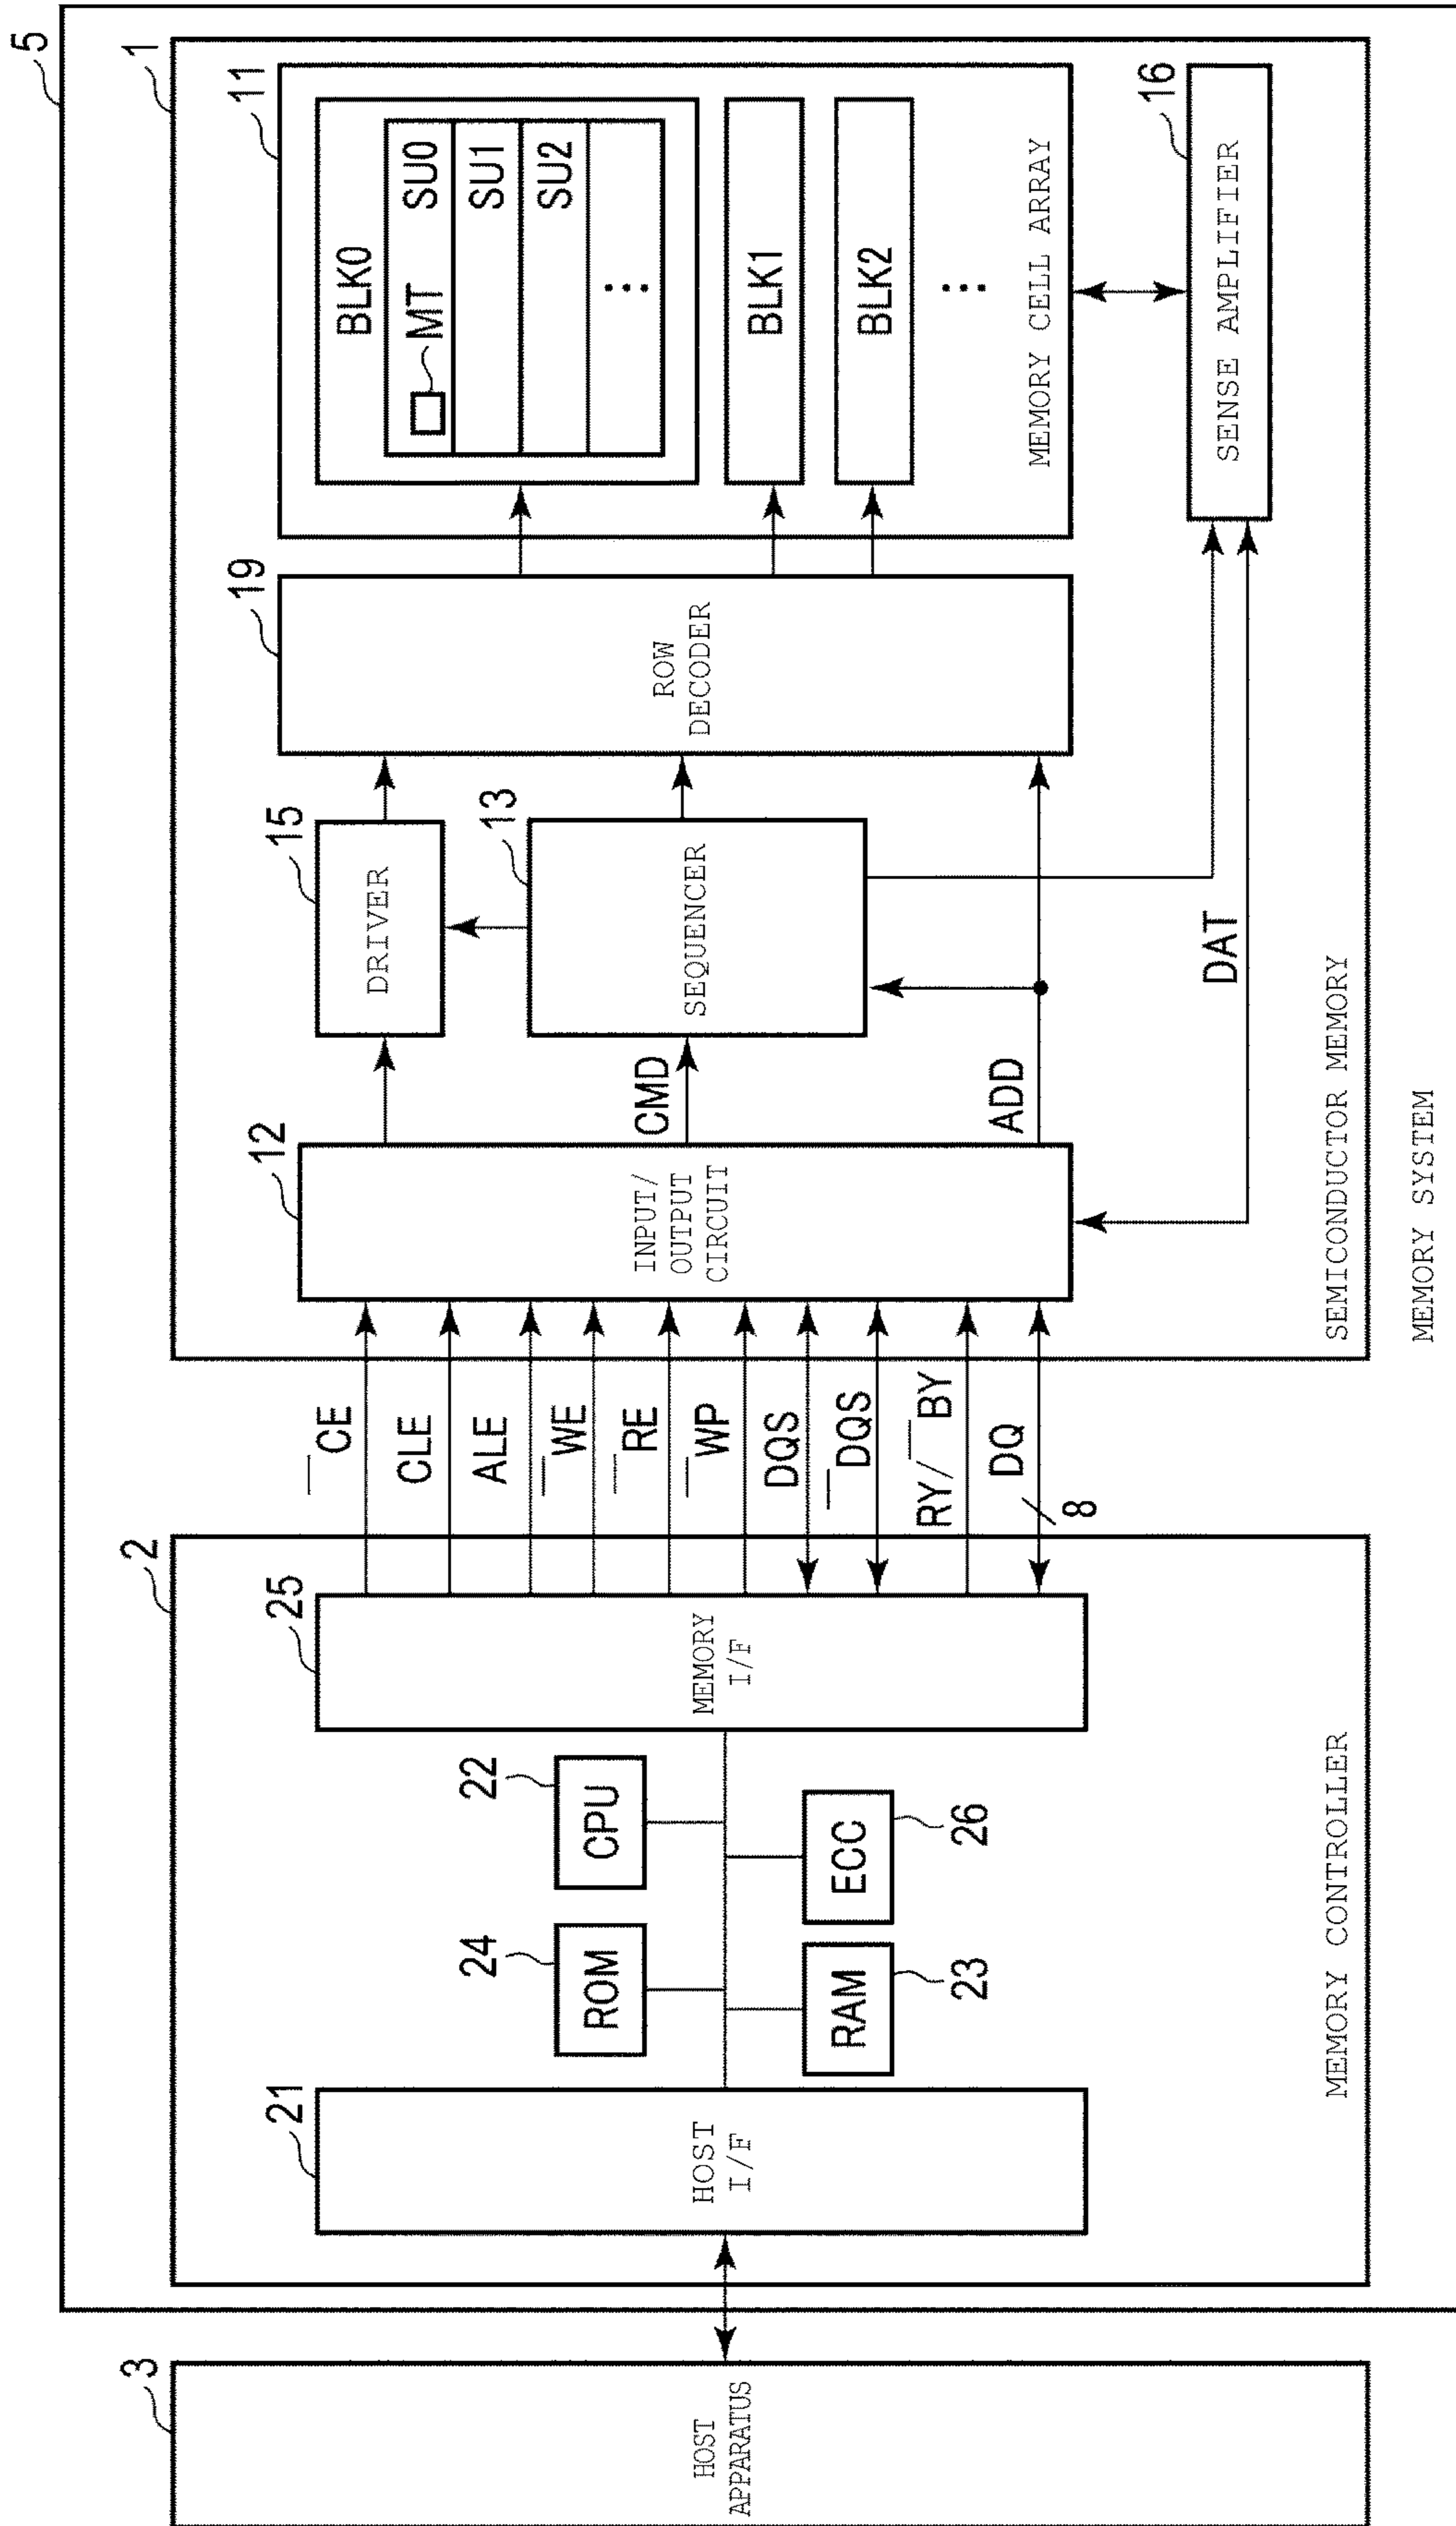 5
3
HOST
APPARATUS
2
21
HOST
I/F
24
ROM
22
CPU
RAM
23
ECC
26
25
MEMORY
I/F
MEMORY CONTROLLER
‾CE
CLE
ALE
‾WE
‾RE
‾WP
DQS
‾DQS
RY/‾BY
DQ
8
1
12
INPUT/
OUTPUT
CIRCUIT
CMD
ADD
15
DRIVER
13
SEQUENCER
DAT
19
ROW
DECODER
11
BLK0
MT
SU0
SU1
SU2
...
BLK1
BLK2
...
MEMORY CELL ARRAY
16
SENSE AMPLIFIER
SEMICONDUCTOR MEMORY
MEMORY SYSTEM